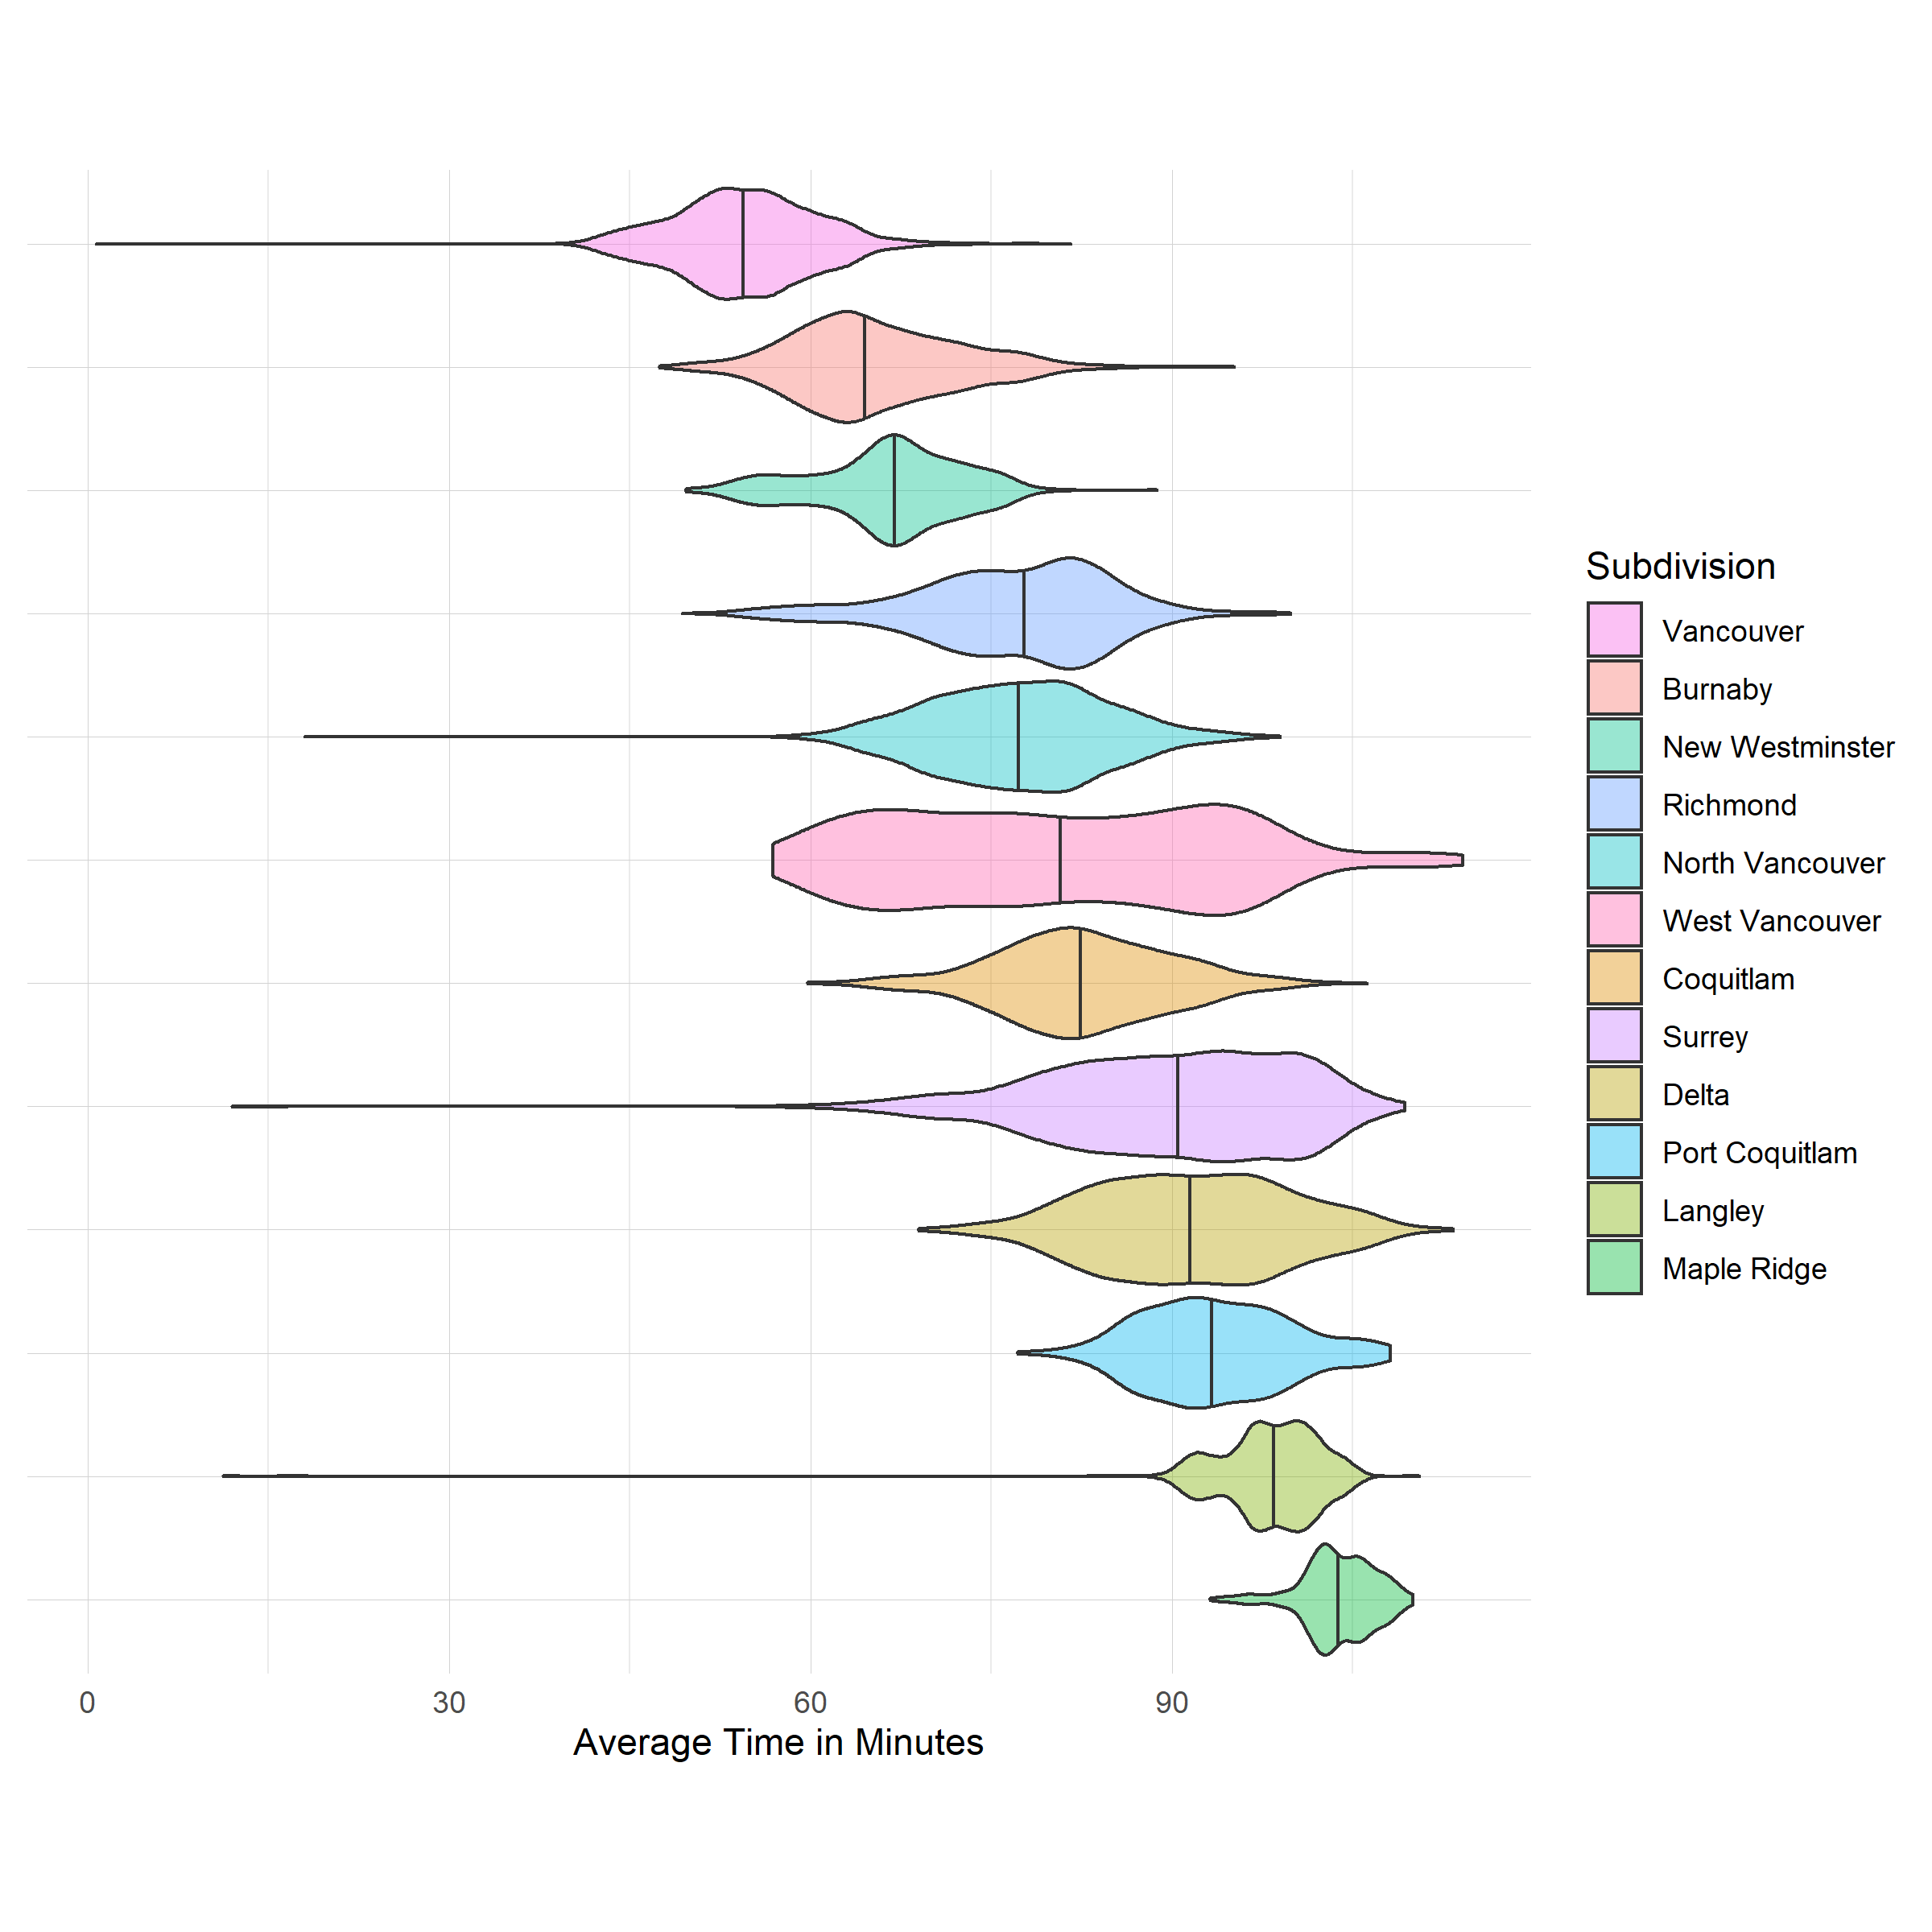 Subdivision
Vancouver
Burnaby
New Westminster
Richmond
North Vancouver
West Vancouver
Coquitlam
Surrey
Delta
Port Coquitlam
Langley
Maple Ridge
0 30 60 90
Average Time in Minutes